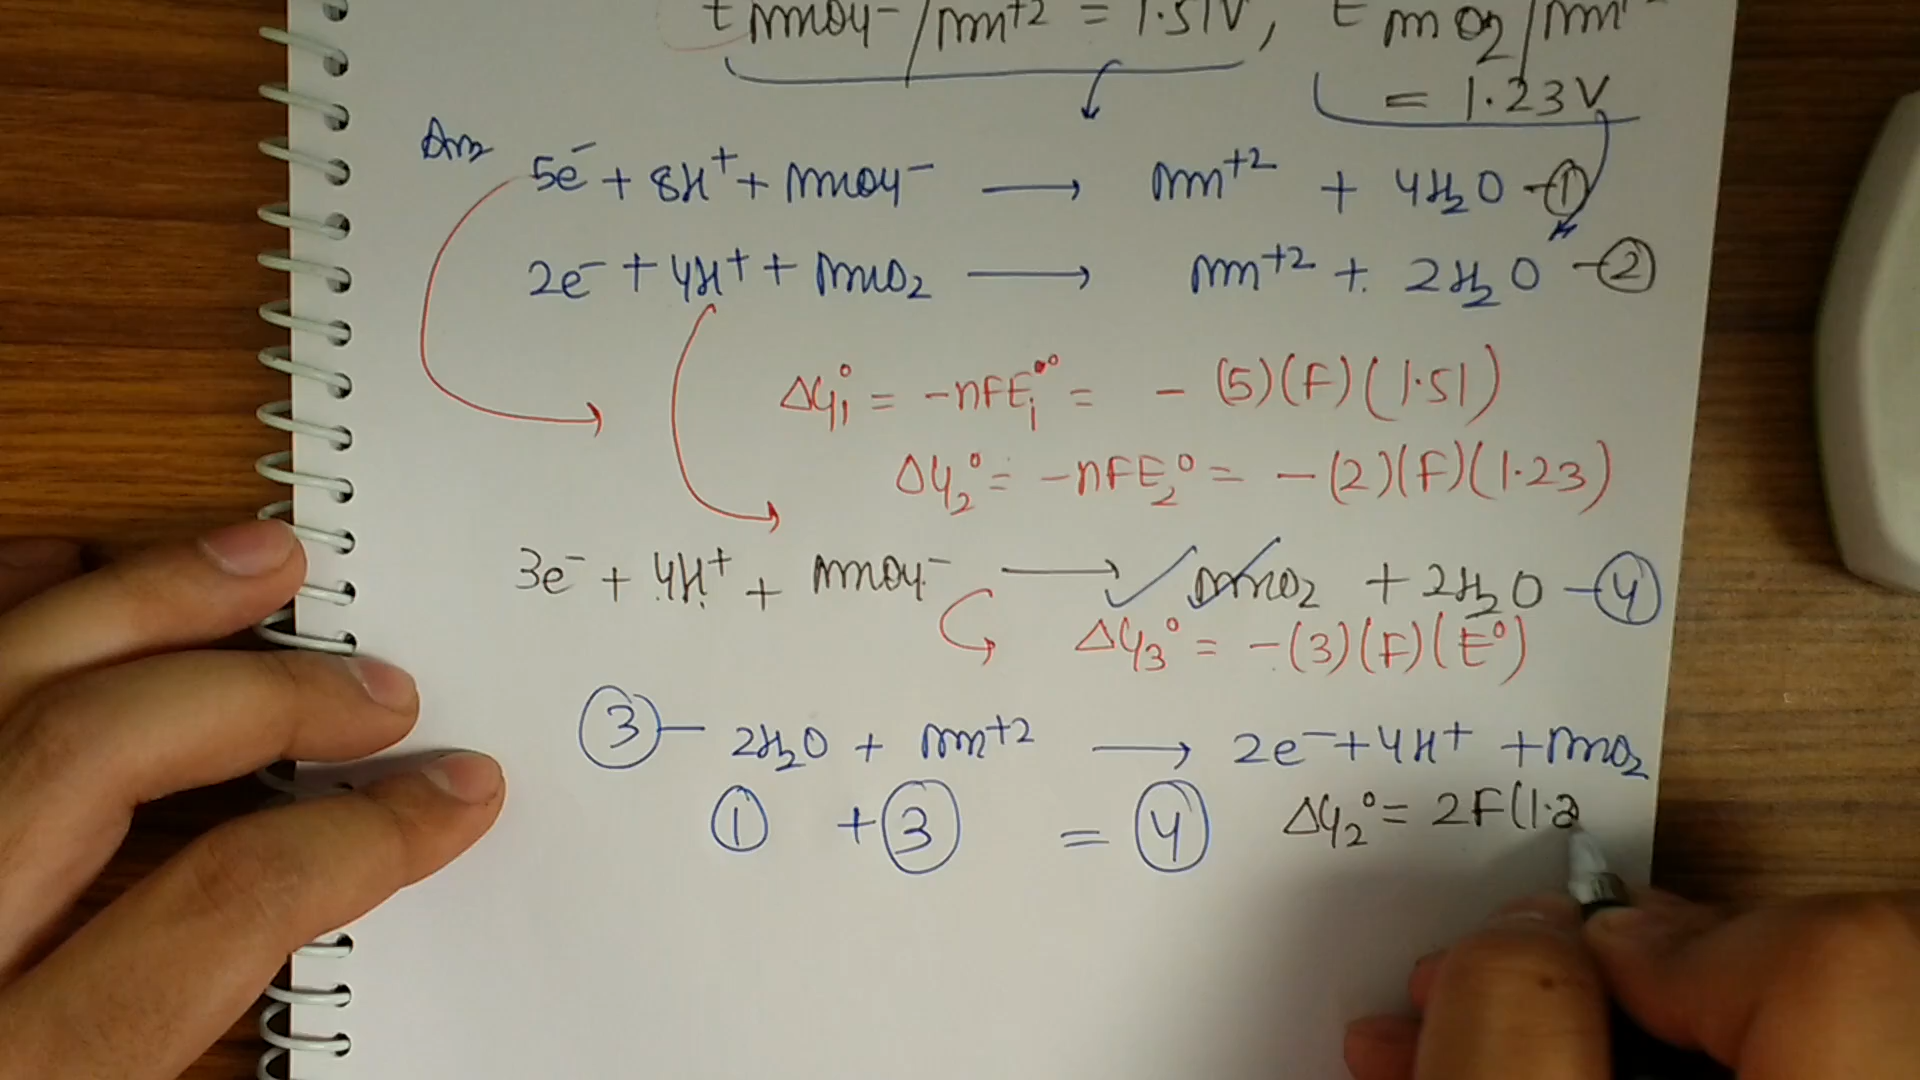 E MnO4-/Mn+2 = 1.51V, E MnO2/Mn+2
= 1.23V
Ans 5e- + 8H+ + MnO4- → Mn+2 + 4H2O -①
2e- + 4H+ + MnO2 → Mn+2 + 2H2O -②
ΔG1° = -nFE1°° = -(5)(F)(1.51)
ΔG2° = -nFE2° = -(2)(F)(1.23)
3e- + 4H+ + MnO4- → MnO2 + 2H2O -④
ΔG3° = -(3)(F)(E°)
③- 2H2O + Mn+2 → 2e- + 4H+ + MnO2
① + ③ = ④ ΔG2° = 2F(1.2